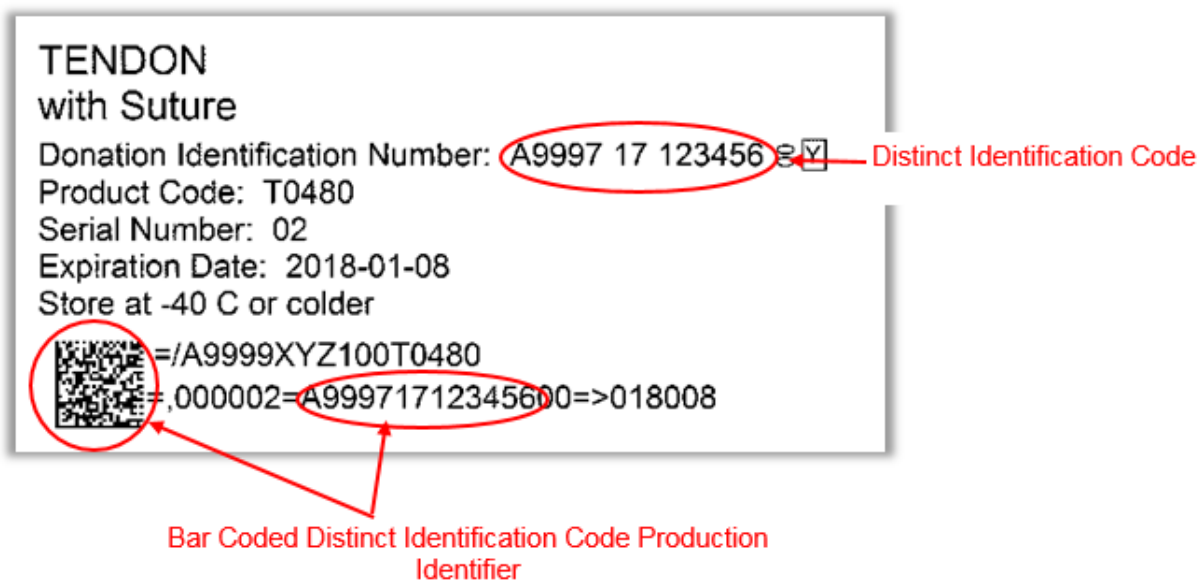 TENDON
with Suture
Donation Identification Number: A9997 17 123456 Y
Distinct Identification Code
Product Code: T0480
Serial Number: 02
Expiration Date: 2018-01-08
Store at -40 C or colder
=/A9999XYZ100T0480
=,000002=A99971712345600=>018008
Bar Coded Distinct Identification Code Production
Identifier